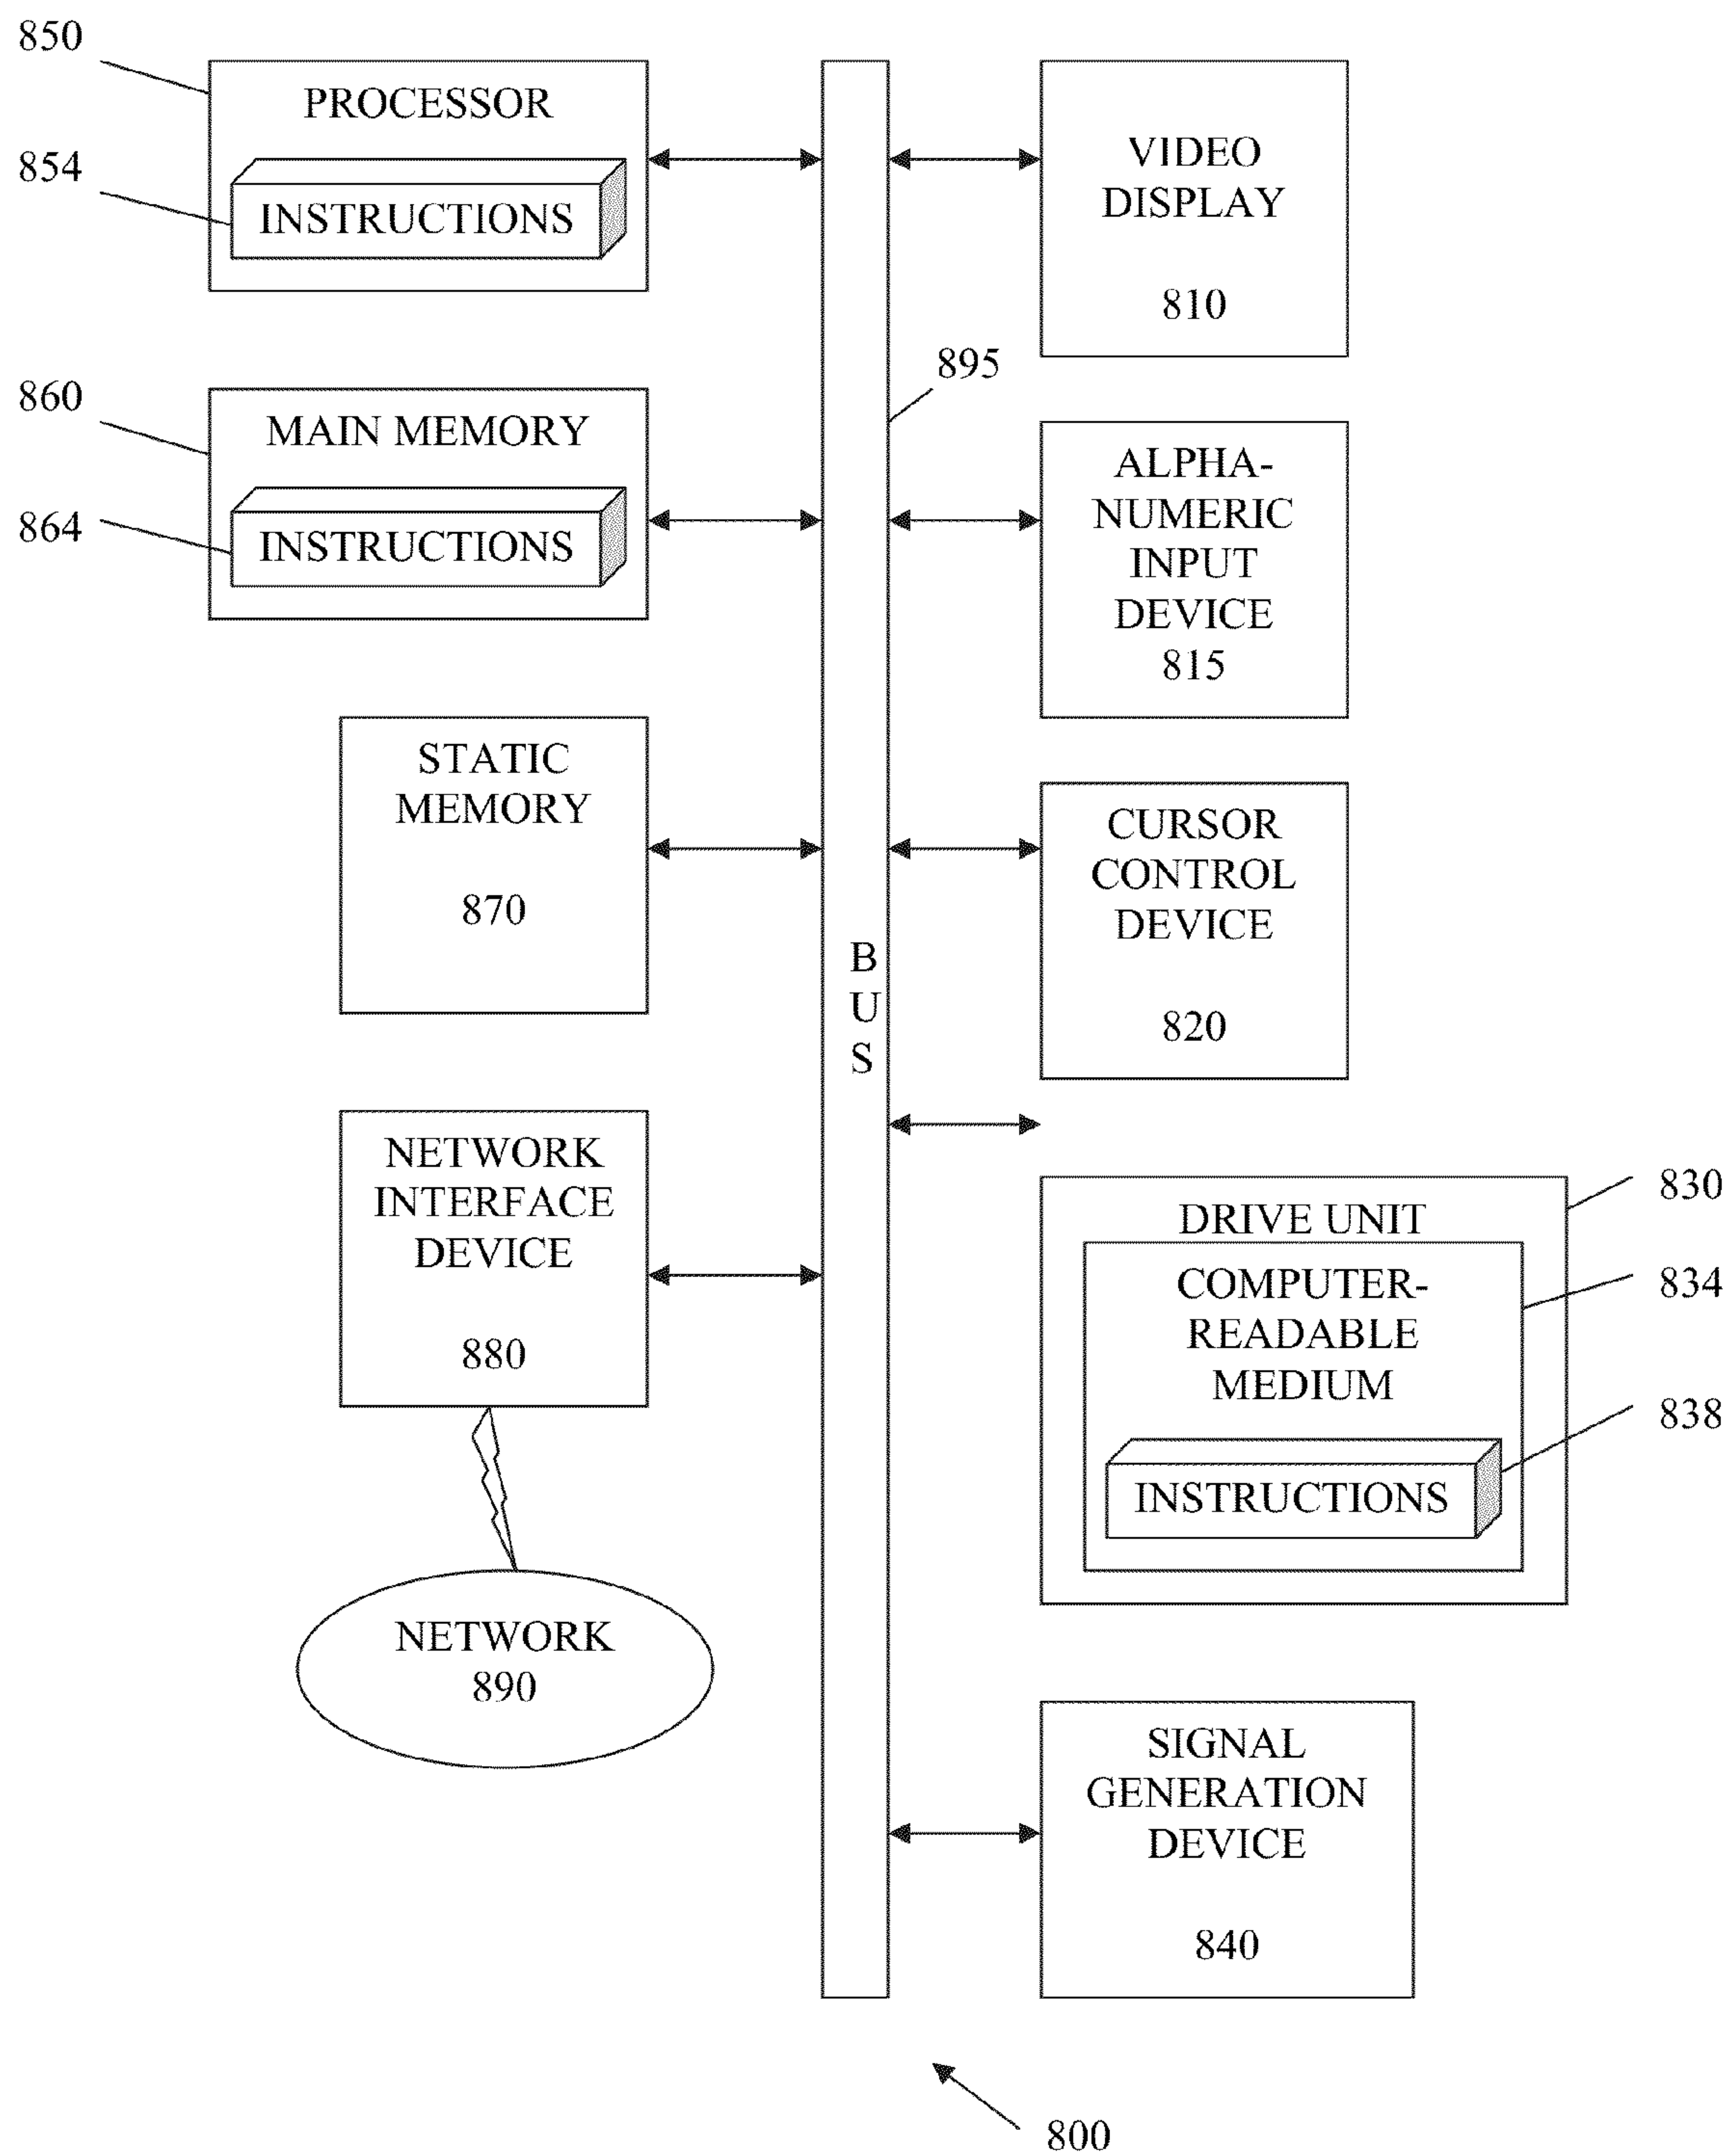 850
PROCESSOR
854
INSTRUCTIONS
860
MAIN MEMORY
864
INSTRUCTIONS
STATIC
MEMORY
870
NETWORK
INTERFACE
DEVICE
880
NETWORK
890
B
U
S
895
VIDEO
DISPLAY
810
ALPHA-
NUMERIC
INPUT
DEVICE
815
CURSOR
CONTROL
DEVICE
820
830
DRIVE UNIT
834
COMPUTER-
READABLE
MEDIUM
838
INSTRUCTIONS
SIGNAL
GENERATION
DEVICE
840
800